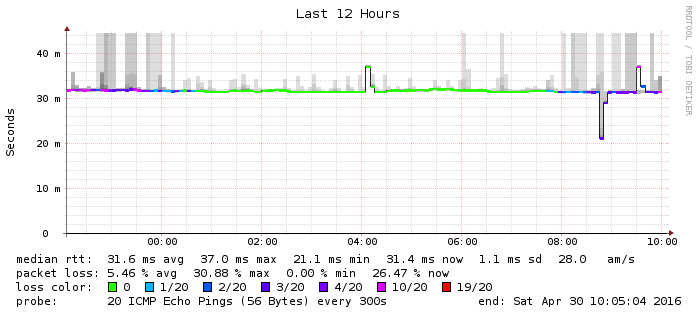 Last 12 Hours
RRDTOOL / TOBI OETIKER
Seconds
40 m
30 m
20 m
10 m
0
00:00 02:00 04:00 06:00 08:00 10:00
median rtt: 31.6 ms avg 37.0 ms max 21.1 ms min 31.4 ms now 1.1 ms sd 28.0 am/s
packet loss: 5.46 % avg 30.88 % max 0.00 % min 26.47 % now
loss color: 0 1/20 2/20 3/20 4/20 10/20 19/20
probe: 20 ICMP Echo Pings (56 Bytes) every 300s end: Sat Apr 30 10:05:04 2016